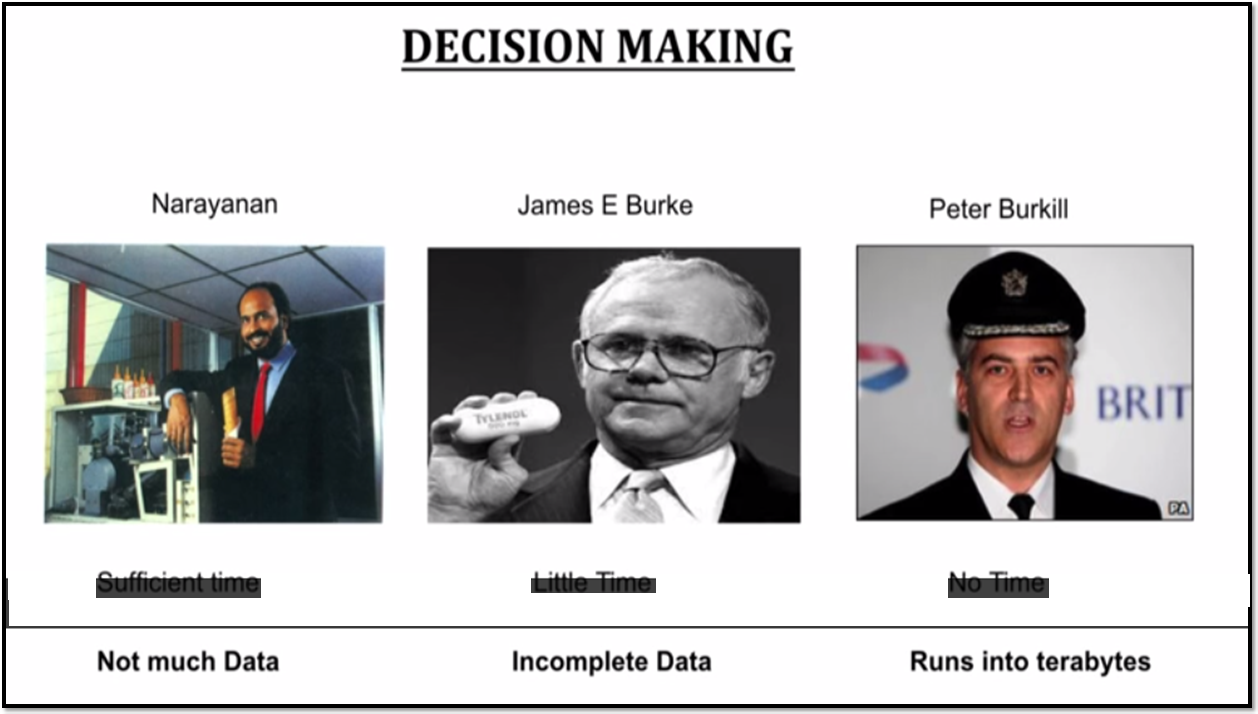 DECISION MAKING
Narayanan
James E Burke
Peter Burkill
TYLENOL
BRIT
PA
Sufficient time
Little Time
No Time
Not much Data
Incomplete Data
Runs into terabytes